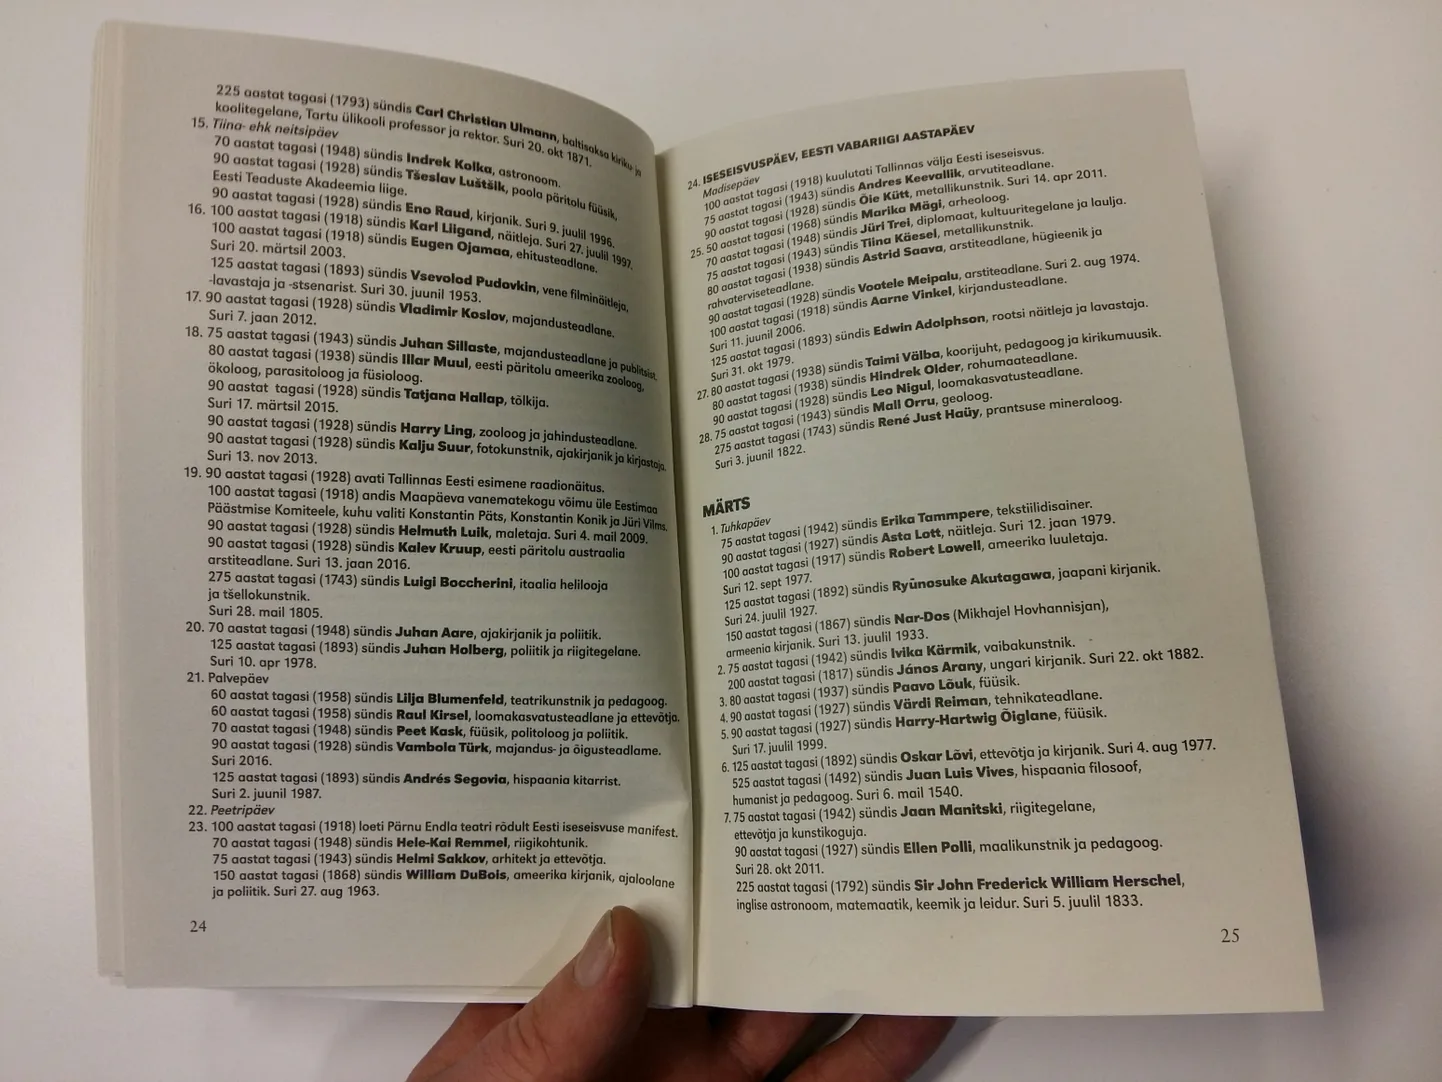 225 aastat tagasi (1793) sündis Carl Christian Ulmann, baltisaksa kiriku- ja
koolitegelane, Tartu ülikooli professor ja rektor. Suri 20. okt 1871.
15. Tiina- ehk neitsipäev
70 aastat tagasi (1948) sündis Indrek Kolka, astronoom.
90 aastat tagasi (1928) sündis Tšeslav Luštšik, poola päritolu füüsik,
Eesti Teaduste Akadeemia liige.
90 aastat tagasi (1928) sündis Eno Raud, kirjanik. Suri 9. juulil 1996.
16. 100 aastat tagasi (1918) sündis Karl Liigand, näitleja. Suri 27. juulil 1997.
100 aastat tagasi (1918) sündis Eugen Ojamaa, ehitusteadlane.
Suri 20. märtsil 2003.
125 aastat tagasi (1893) sündis Vsevolod Pudovkin, vene filminäitleja,
-lavastaja ja -stsenarist. Suri 30. juunil 1953.
17. 90 aastat tagasi (1928) sündis Vladimir Koslov, majandusteadlane.
Suri 7. jaan 2012.
18. 75 aastat tagasi (1943) sündis Juhan Sillaste, majandusteadlane ja publitsist.
80 aastat tagasi (1938) sündis Illar Muul, eesti päritolu ameerika zooloog,
ökoloog, parasitoloog ja füsioloog.
90 aastat tagasi (1928) sündis Tatjana Hallap, tõlkija.
Suri 17. märtsil 2015.
90 aastat tagasi (1928) sündis Harry Ling, zooloog ja jahindusteadlane.
90 aastat tagasi (1928) sündis Kalju Suur, fotokunstnik, ajakirjanik ja kirjastaja.
Suri 13. nov 2013.
19. 90 aastat tagasi (1928) avati Tallinnas Eesti esimene raadionäitus.
100 aastat tagasi (1918) andis Maapäeva vanematekogu võimu üle Eestimaa
Päästmise Komiteele, kuhu valiti Konstantin Päts, Konstantin Konik ja Jüri Vilms.
90 aastat tagasi (1928) sündis Helmuth Luik, maletaja. Suri 4. mail 2009.
90 aastat tagasi (1928) sündis Kalev Kruup, eesti päritolu austraalia
arstiteadlane. Suri 13. jaan 2016.
275 aastat tagasi (1743) sündis Luigi Boccherini, itaalia helilooja
ja tšellokunstnik.
Suri 28. mail 1805.
20. 70 aastat tagasi (1948) sündis Juhan Aare, ajakirjanik ja poliitik.
125 aastat tagasi (1893) sündis Juhan Holberg, poliitik ja riigitegelane.
Suri 10. apr 1978.
21. Palvepäev
60 aastat tagasi (1958) sündis Lilja Blumenfeld, teatrikunstnik ja pedagoog.
60 aastat tagasi (1958) sündis Raul Kirsel, loomakasvatusteadlane ja ettevõtja.
70 aastat tagasi (1948) sündis Peet Kask, füüsik, politoloog ja poliitik.
90 aastat tagasi (1928) sündis Vambola Türk, majandus- ja õigusteadlame.
Suri 2016.
125 aastat tagasi (1893) sündis Andrés Segovia, hispaania kitarrist.
Suri 2. juunil 1987.
22. Peetripäev
23. 100 aastat tagasi (1918) loeti Pärnu Endla teatri rõdult Eesti iseseisvuse manifest.
70 aastat tagasi (1948) sündis Hele-Kai Remmel, riigikohtunik.
75 aastat tagasi (1943) sündis Helmi Sakkov, arhitekt ja ettevõtja.
150 aastat tagasi (1868) sündis William DuBois, ameerika kirjanik, ajaloolane
ja poliitik. Suri 27. aug 1963.
24
24. ISESEISVUSPÄEV, EESTI VABARIIGI AASTAPÄEV
Madisepäev
100 aastat tagasi (1918) kuulutati Tallinnas välja Eesti iseseisvus.
75 aastat tagasi (1943) sündis Andres Keevallik, arvutiteadlane.
90 aastat tagasi (1928) sündis Õie Kütt, metallikunstnik. Suri 14. apr 2011.
25. 50 aastat tagasi (1968) sündis Marika Mägi, arheoloog.
70 aastat tagasi (1948) sündis Jüri Trei, diplomaat, kultuuritegelane ja laulja.
75 aastat tagasi (1943) sündis Tiina Käesel, metallikunstnik.
80 aastat tagasi (1938) sündis Astrid Saava, arstiteadlane, hügieenik ja
rahvaterviseteadlane.
90 aastat tagasi (1928) sündis Vootele Meipalu, arstiteadlane. Suri 2. aug 1974.
100 aastat tagasi (1918) sündis Aarne Vinkel, kirjandusteadlane.
Suri 11. juunil 2006.
125 aastat tagasi (1893) sündis Edwin Adolphson, rootsi näitleja ja lavastaja.
Suri 31. okt 1979.
27. 80 aastat tagasi (1938) sündis Taimi Välba, koorijuht, pedagoog ja kirikumuusik.
80 aastat tagasi (1938) sündis Hindrek Older, rohumaateadlane.
90 aastat tagasi (1928) sündis Leo Nigul, loomakasvatusteadlane.
28. 75 aastat tagasi (1943) sündis Mall Orru, geoloog.
275 aastat tagasi (1743) sündis René Just Haüy, prantsuse mineraloog.
Suri 3. juunil 1822.
MÄRTS
1. Tuhkapäev
75 aastat tagasi (1942) sündis Erika Tammpere, tekstiilidisainer.
90 aastat tagasi (1927) sündis Asta Lott, näitleja. Suri 12. jaan 1979.
100 aastat tagasi (1917) sündis Robert Lowell, ameerika luuletaja.
Suri 12. sept 1977.
125 aastat tagasi (1892) sündis Ryūnosuke Akutagawa, jaapani kirjanik.
Suri 24. juulil 1927.
150 aastat tagasi (1867) sündis Nar-Dos (Mikhajel Hovhannisjan),
armeenia kirjanik. Suri 13. juulil 1933.
2. 75 aastat tagasi (1942) sündis Ivika Kärmik, vaibakunstnik.
200 aastat tagasi (1817) sündis János Arany, ungari kirjanik. Suri 22. okt 1882.
3. 80 aastat tagasi (1937) sündis Paavo Lõuk, füüsik.
4. 90 aastat tagasi (1927) sündis Värdi Reiman, tehnikateadlane.
5. 90 aastat tagasi (1927) sündis Harry-Hartwig Õiglane, füüsik.
Suri 17. juulil 1999.
6. 125 aastat tagasi (1892) sündis Oskar Lõvi, ettevõtja ja kirjanik. Suri 4. aug 1977.
525 aastat tagasi (1492) sündis Juan Luis Vives, hispaania filosoof,
humanist ja pedagoog. Suri 6. mail 1540.
7. 75 aastat tagasi (1942) sündis Jaan Manitski, riigitegelane,
ettevõtja ja kunstikoguja.
90 aastat tagasi (1927) sündis Ellen Polli, maalikunstnik ja pedagoog.
Suri 28. okt 2011.
225 aastat tagasi (1792) sündis Sir John Frederick William Herschel,
inglise astronoom, matemaatik, keemik ja leidur. Suri 5. juulil 1833.
25